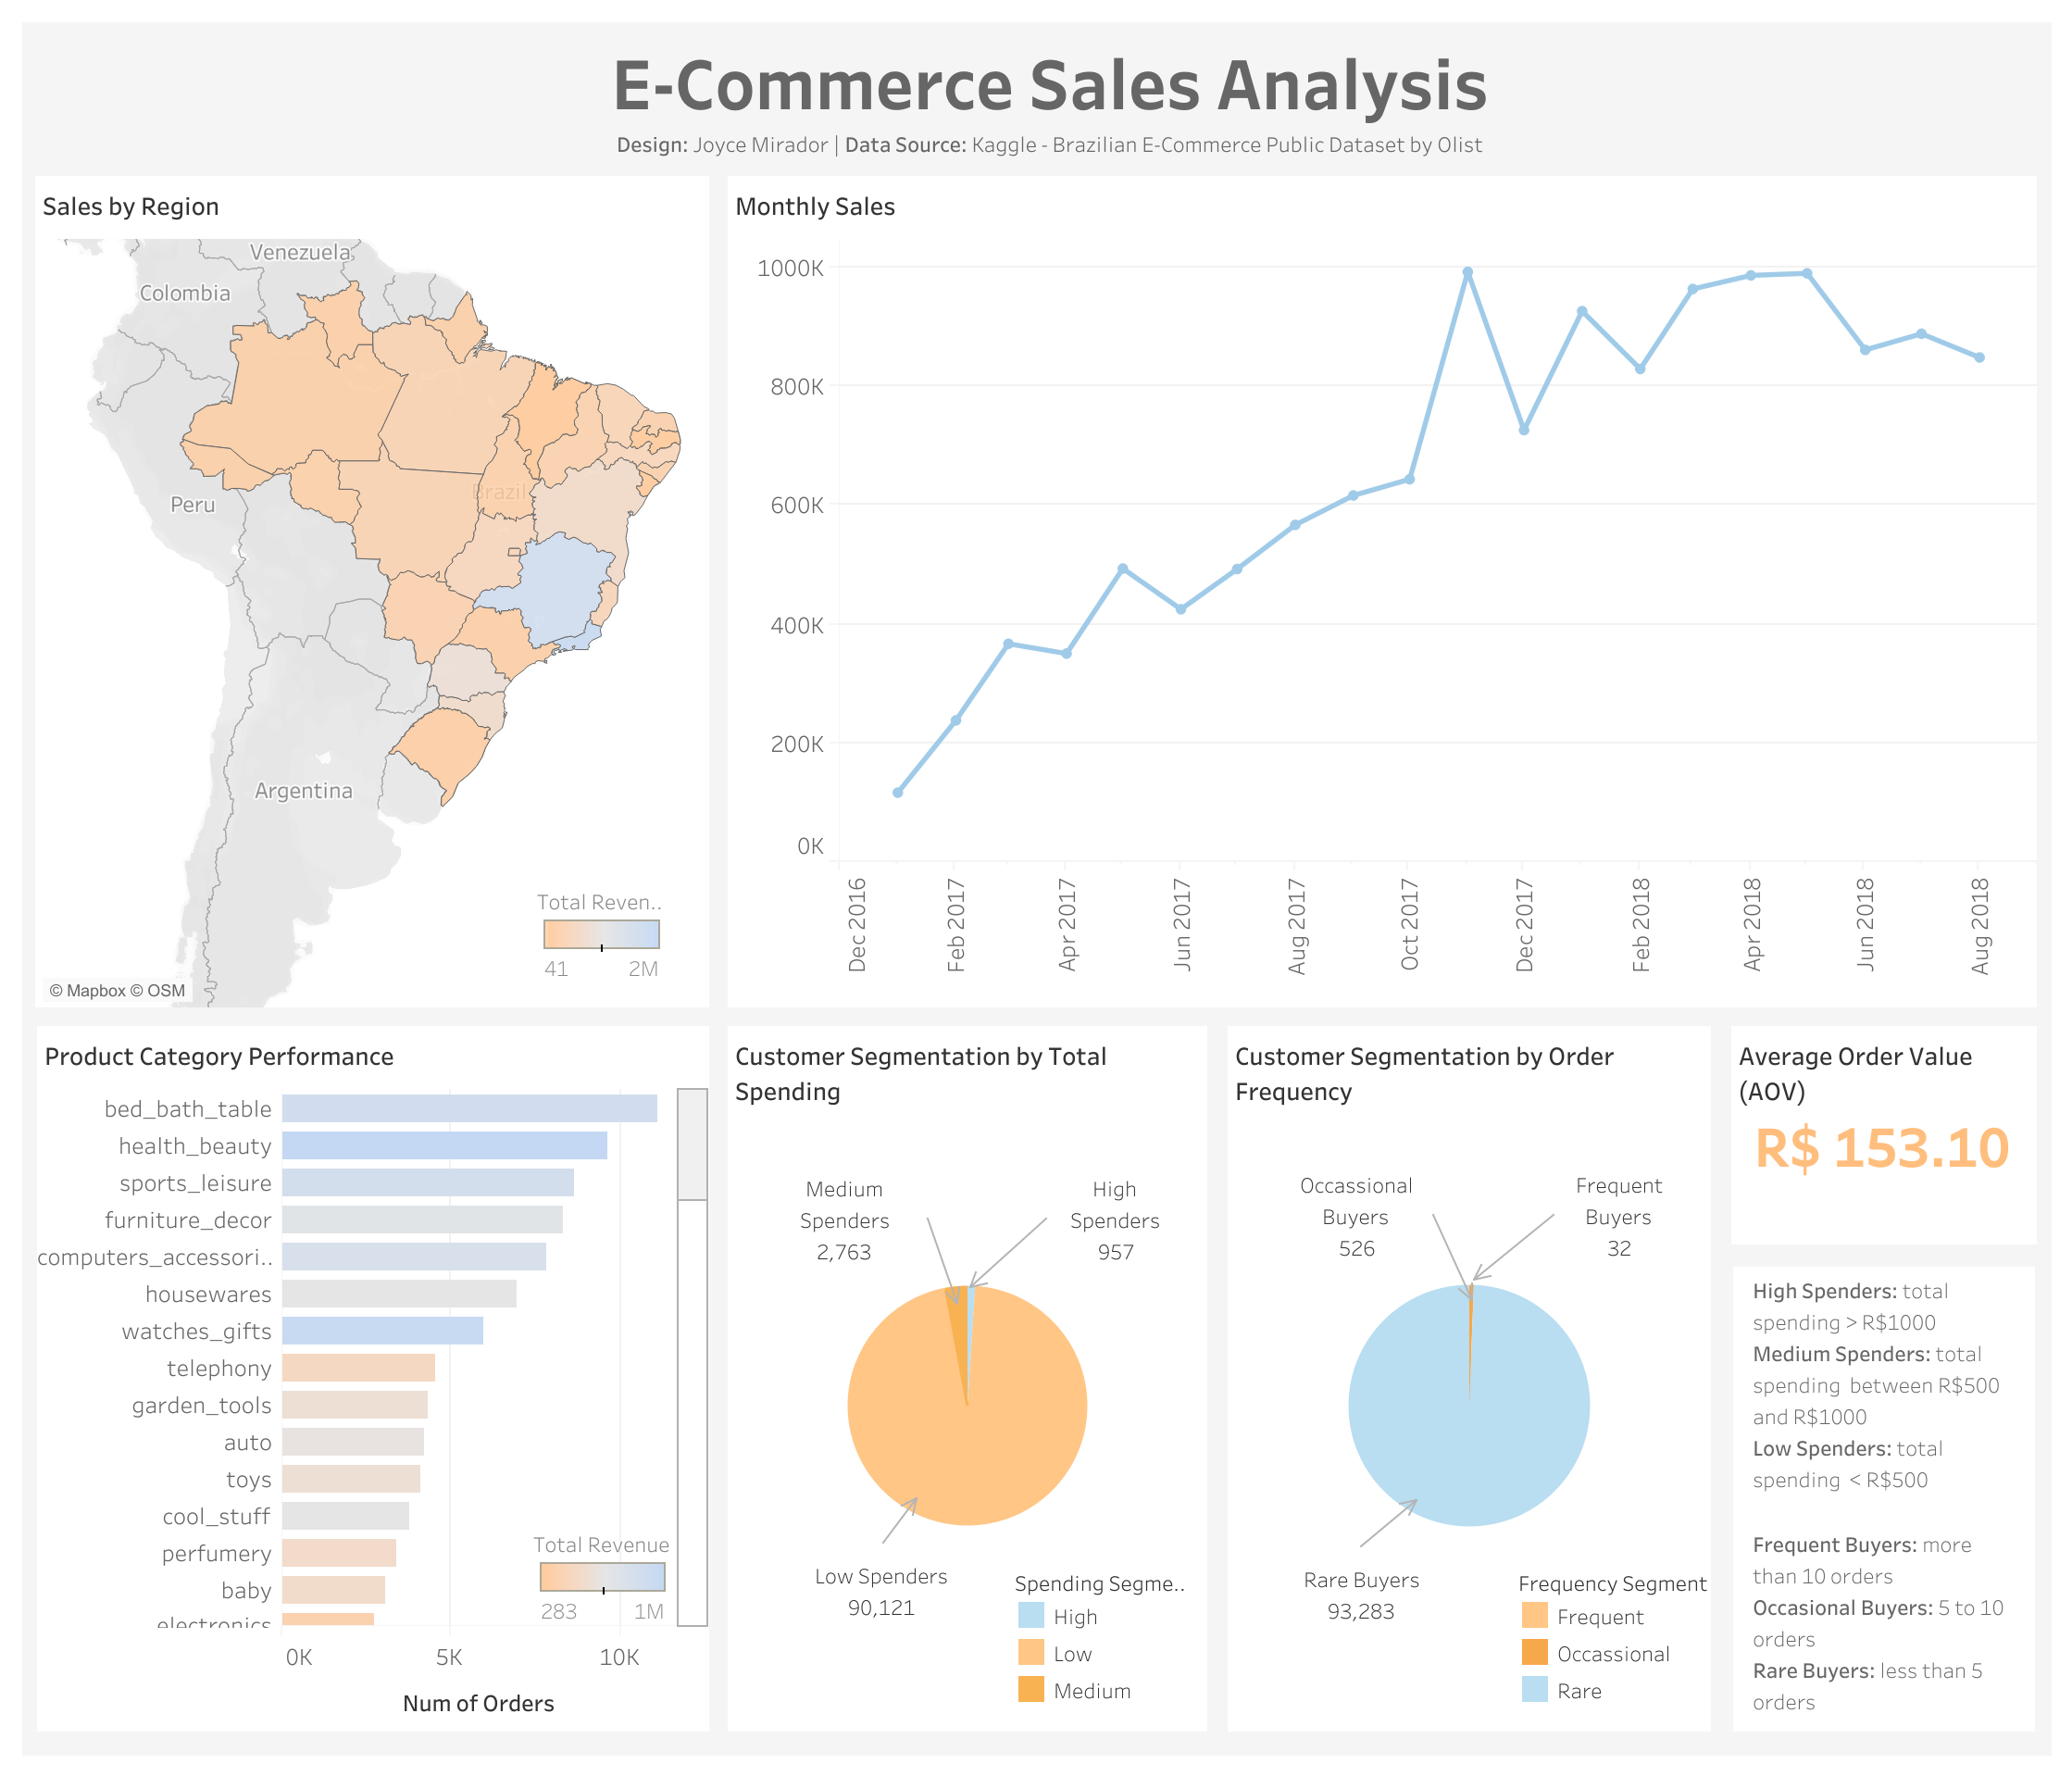 E-Commerce Sales Analysis
Design: Joyce Mirador | Data Source: Kaggle - Brazilian E-Commerce Public Dataset by Olist
Sales by Region
Venezuela
Colombia
Brazil
Peru
Argentina
Total Reven..
41 2M
© Mapbox © OSM
Monthly Sales
1000K
800K
600K
400K
200K
0K
Dec 2016
Feb 2017
Apr 2017
Jun 2017
Aug 2017
Oct 2017
Dec 2017
Feb 2018
Apr 2018
Jun 2018
Aug 2018
Product Category Performance
bed_bath_table
health_beauty
sports_leisure
furniture_decor
computers_accessori..
housewares
watches_gifts
telephony
garden_tools
auto
toys
cool_stuff
perfumery
baby
electronics
Total Revenue
283 1M
0K 5K 10K
Num of Orders
Customer Segmentation by Total
Spending
Medium
Spenders
2,763
High
Spenders
957
Low Spenders
90,121
Spending Segme..
High
Low
Medium
Customer Segmentation by Order
Frequency
Occassional
Buyers
526
Frequent
Buyers
32
Rare Buyers
93,283
Frequency Segment
Frequent
Occassional
Rare
Average Order Value
(AOV)
R$ 153.10
High Spenders: total
spending > R$1000
Medium Spenders: total
spending between R$500
and R$1000
Low Spenders: total
spending < R$500
Frequent Buyers: more
than 10 orders
Occasional Buyers: 5 to 10
orders
Rare Buyers: less than 5
orders